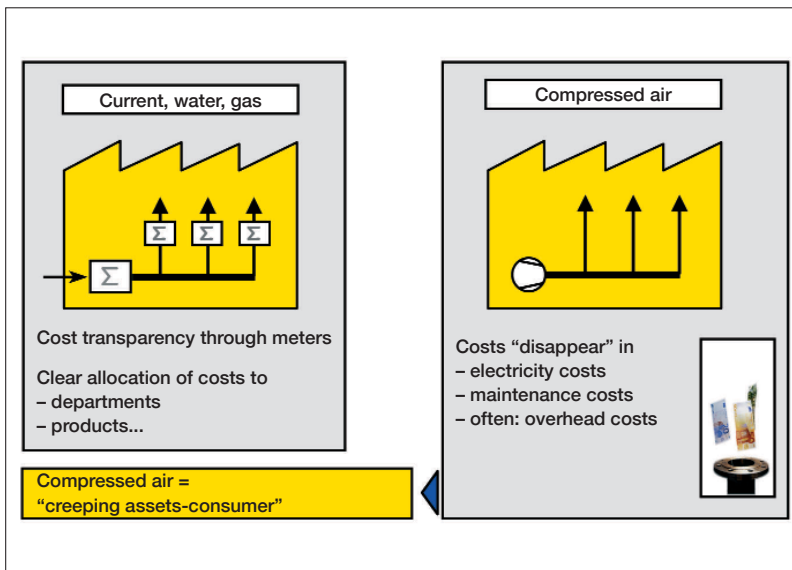 Current, water, gas
Σ
Σ
Σ
Σ
Cost transparency through meters
Clear allocation of costs to
– departments
– products...
Compressed air
Costs “disappear” in
– electricity costs
– maintenance costs
– often: overhead costs
Compressed air =
“creeping assets-consumer”